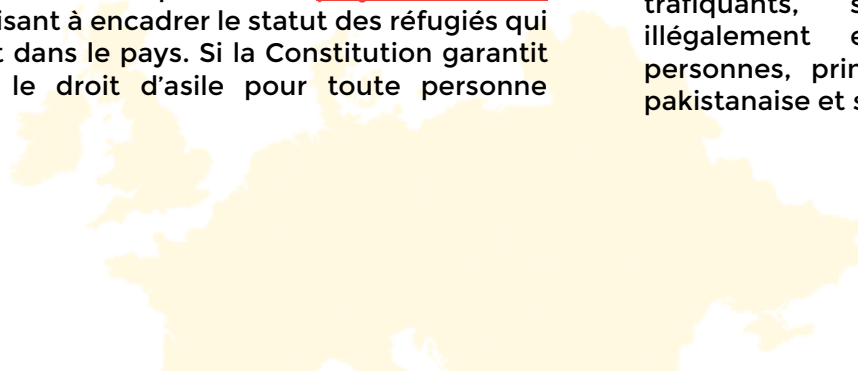 isant à encadrer le statut des réfugiés qui
t dans le pays. Si la Constitution garantit
le droit d'asile pour toute personne
trafiquants, s
illégalement e
personnes, prin
pakistanaise et s